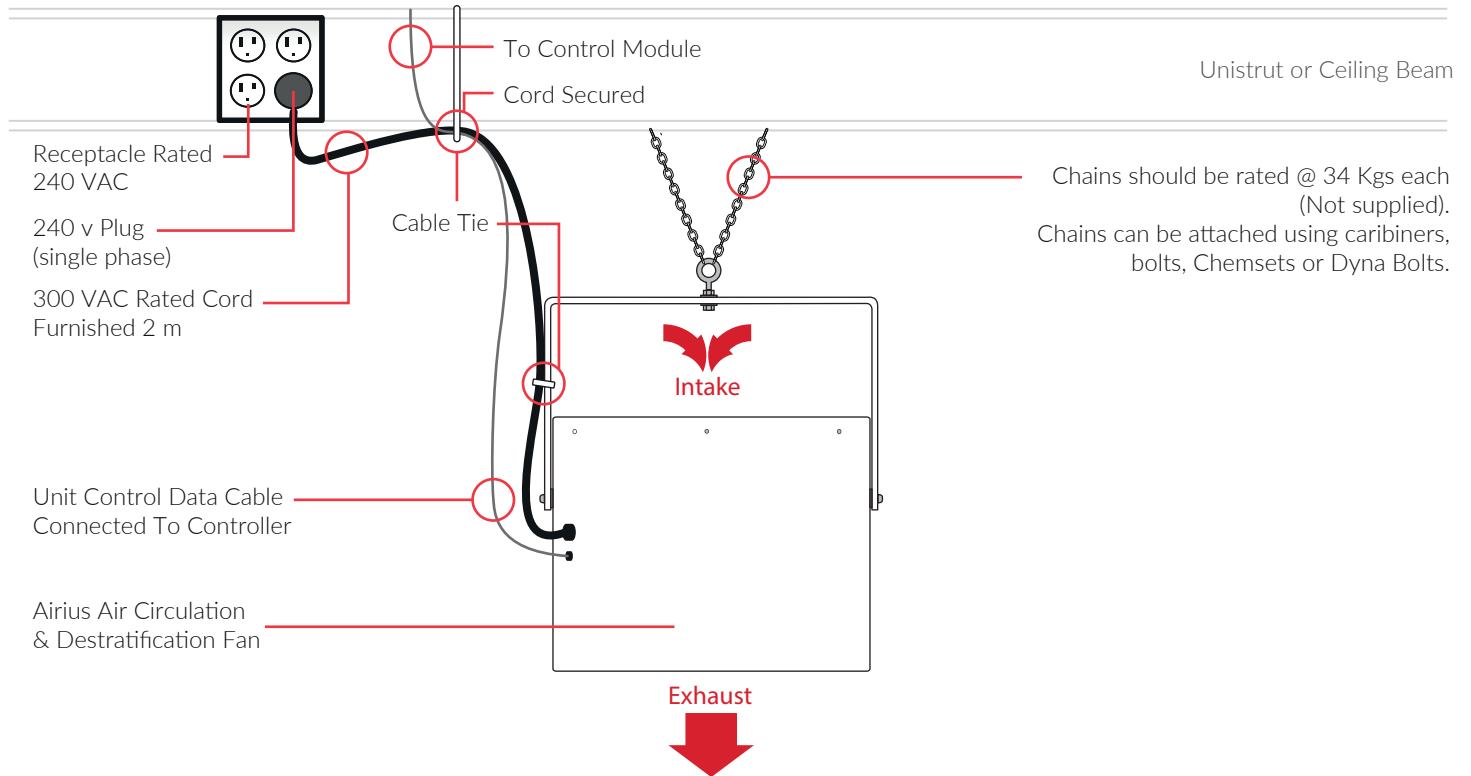 To Control Module
Unistrut or Ceiling Beam
Cord Secured
Receptacle Rated
240 VAC
Chains should be rated @ 34 Kgs each
(Not supplied).
Chains can be attached using caribiners,
bolts, Chemsets or Dyna Bolts.
240 v Plug
(single phase)
Cable Tie
300 VAC Rated Cord
Furnished 2 m
Intake
Unit Control Data Cable
Connected To Controller
Airius Air Circulation
& Destratification Fan
Exhaust